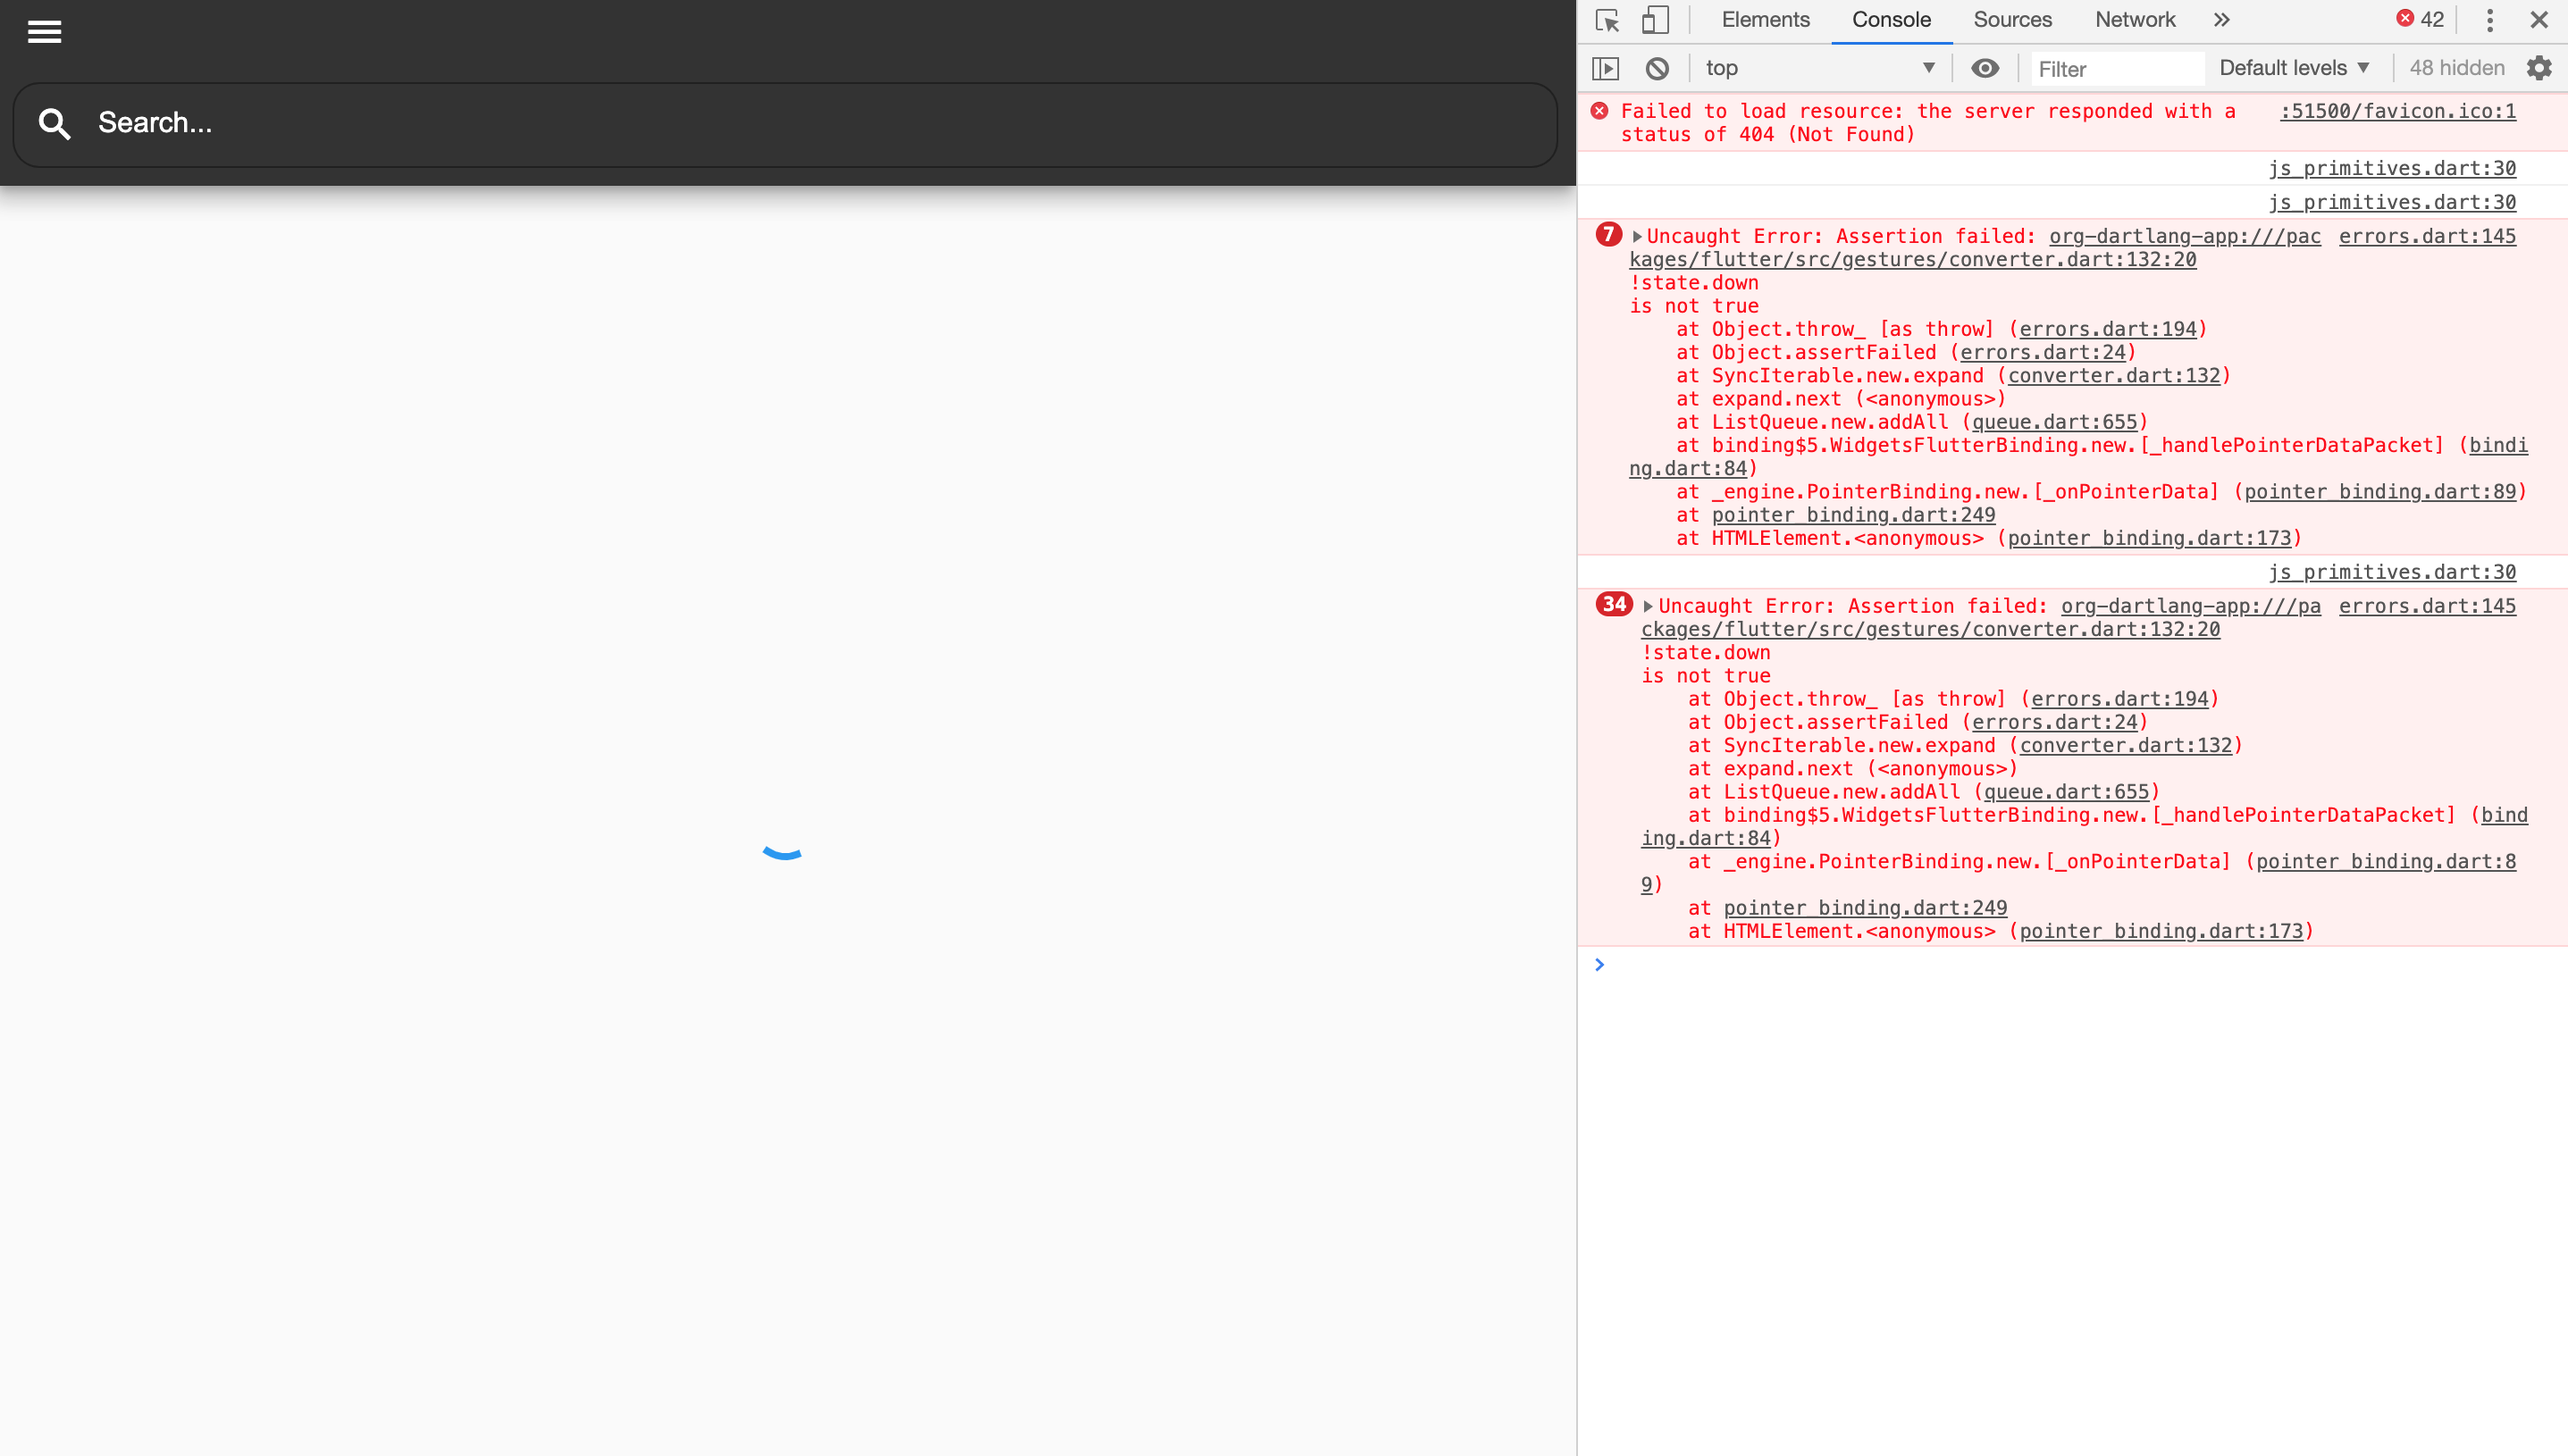 Search...
Elements Console Sources Network » 42
top Filter Default levels 48 hidden
Failed to load resource: the server responded with a :51500/favicon.ico:1
status of 404 (Not Found)
js_primitives.dart:30
js_primitives.dart:30
7 Uncaught Error: Assertion failed: org-dartlang-app:///pac errors.dart:145
kages/flutter/src/gestures/converter.dart:132:20
!state.down
is not true
at Object.throw_ [as throw] (errors.dart:194)
at Object.assertFailed (errors.dart:24)
at SyncIterable.new.expand (converter.dart:132)
at expand.next (<anonymous>)
at ListQueue.new.addAll (queue.dart:655)
at binding$5.WidgetsFlutterBinding.new.[_handlePointerDataPacket] (bindi
ng.dart:84)
at _engine.PointerBinding.new.[_onPointerData] (pointer_binding.dart:89)
at pointer_binding.dart:249
at HTMLElement.<anonymous> (pointer_binding.dart:173)
js_primitives.dart:30
34 Uncaught Error: Assertion failed: org-dartlang-app:///pa errors.dart:145
ckages/flutter/src/gestures/converter.dart:132:20
!state.down
is not true
at Object.throw_ [as throw] (errors.dart:194)
at Object.assertFailed (errors.dart:24)
at SyncIterable.new.expand (converter.dart:132)
at expand.next (<anonymous>)
at ListQueue.new.addAll (queue.dart:655)
at binding$5.WidgetsFlutterBinding.new.[_handlePointerDataPacket] (bind
ing.dart:84)
at _engine.PointerBinding.new.[_onPointerData] (pointer_binding.dart:8
9)
at pointer_binding.dart:249
at HTMLElement.<anonymous> (pointer_binding.dart:173)